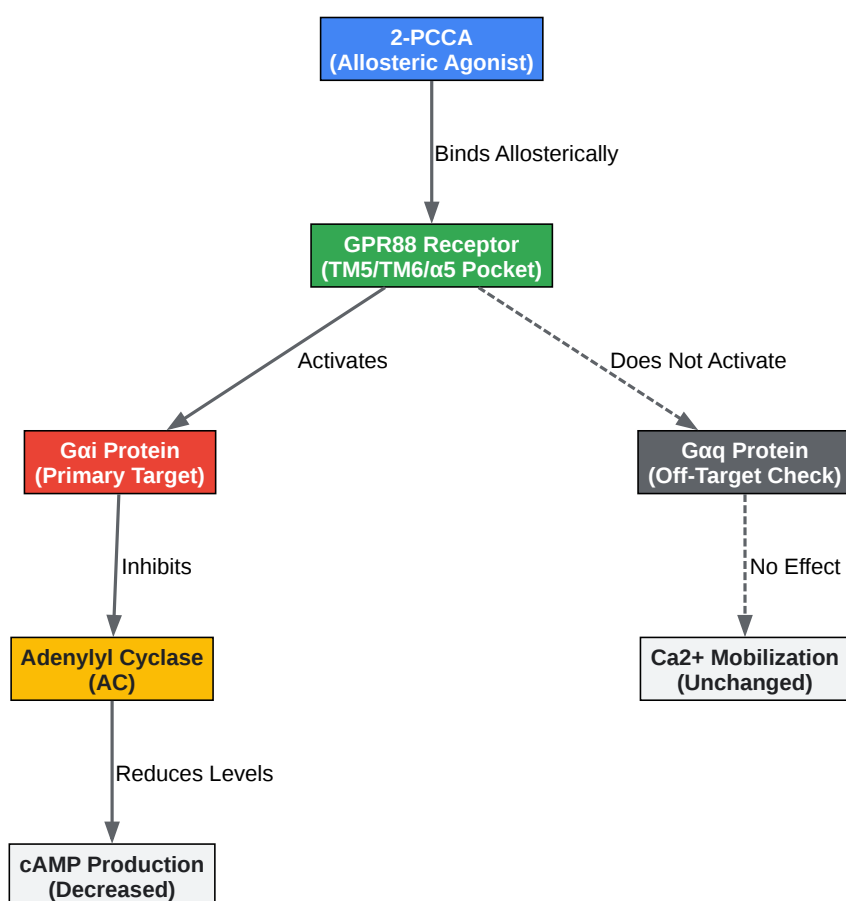 2-PCCA
(Allosteric Agonist)
Binds Allosterically
GPR88 Receptor
(TM5/TM6/α5 Pocket)
Activates
Does Not Activate
Gαi Protein
(Primary Target)
Gαq Protein
(Off-Target Check)
Inhibits
No Effect
Adenylyl Cyclase
(AC)
Ca2+ Mobilization
(Unchanged)
Reduces Levels
cAMP Production
(Decreased)